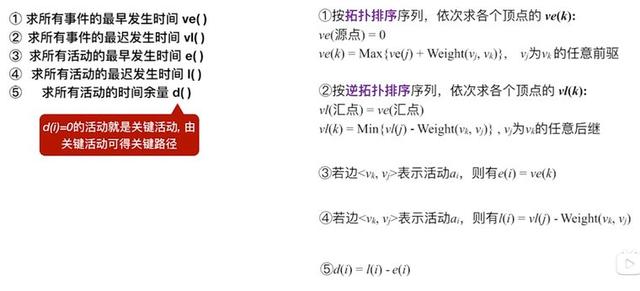 ① 求所有事件的最早发生时间 ve( )
② 求所有事件的最迟发生时间 vl( )
③ 求所有活动的最早发生时间 e( )
④ 求所有活动的最迟发生时间 l( )
⑤ 求所有活动的时间余量 d( )
d(i)=0的活动就是关键活动, 由
关键活动可得关键路径
①按拓扑排序序列，依次求各个顶点的 ve(k):
ve(源点) = 0
ve(k) = Max{ve(j) + Weight(vj, vk)}, vj为vk 的任意前驱
②按逆拓扑排序序列，依次求各个顶点的 vl(k):
vl(汇点) = ve(汇点)
vl(k) = Min{vl(j) - Weight(vk, vj)} , vj为vk的任意后继
③若边<vk, vj>表示活动ai，则有e(i) = ve(k)
④若边<vk, vj>表示活动ai，则有l(i) = vl(j) - Weight(vk, vj)
⑤d(i) = l(i) - e(i)